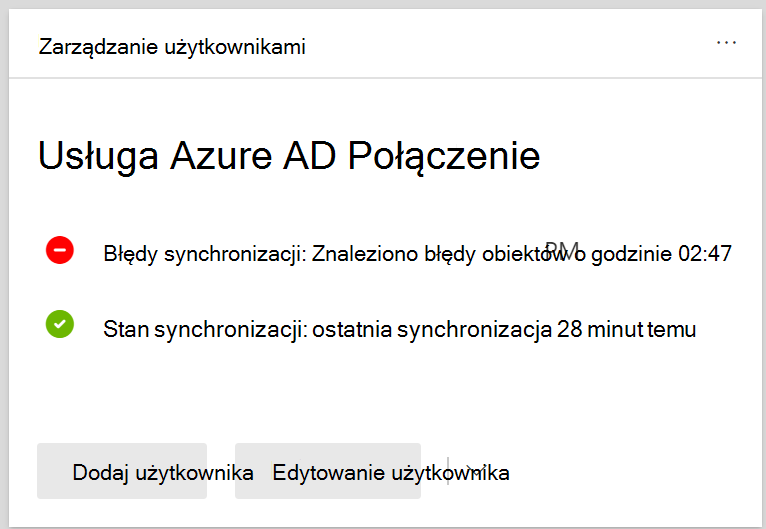 Zarządzanie użytkownikami
Usługa Azure AD Połączenie
Błędy synchronizacji: Znaleziono błędy obiektów o godzinie 02:47
PM
Stan synchronizacji: ostatnia synchronizacja 28 minut temu
Dodaj użytkownika Edytowanie użytkownika